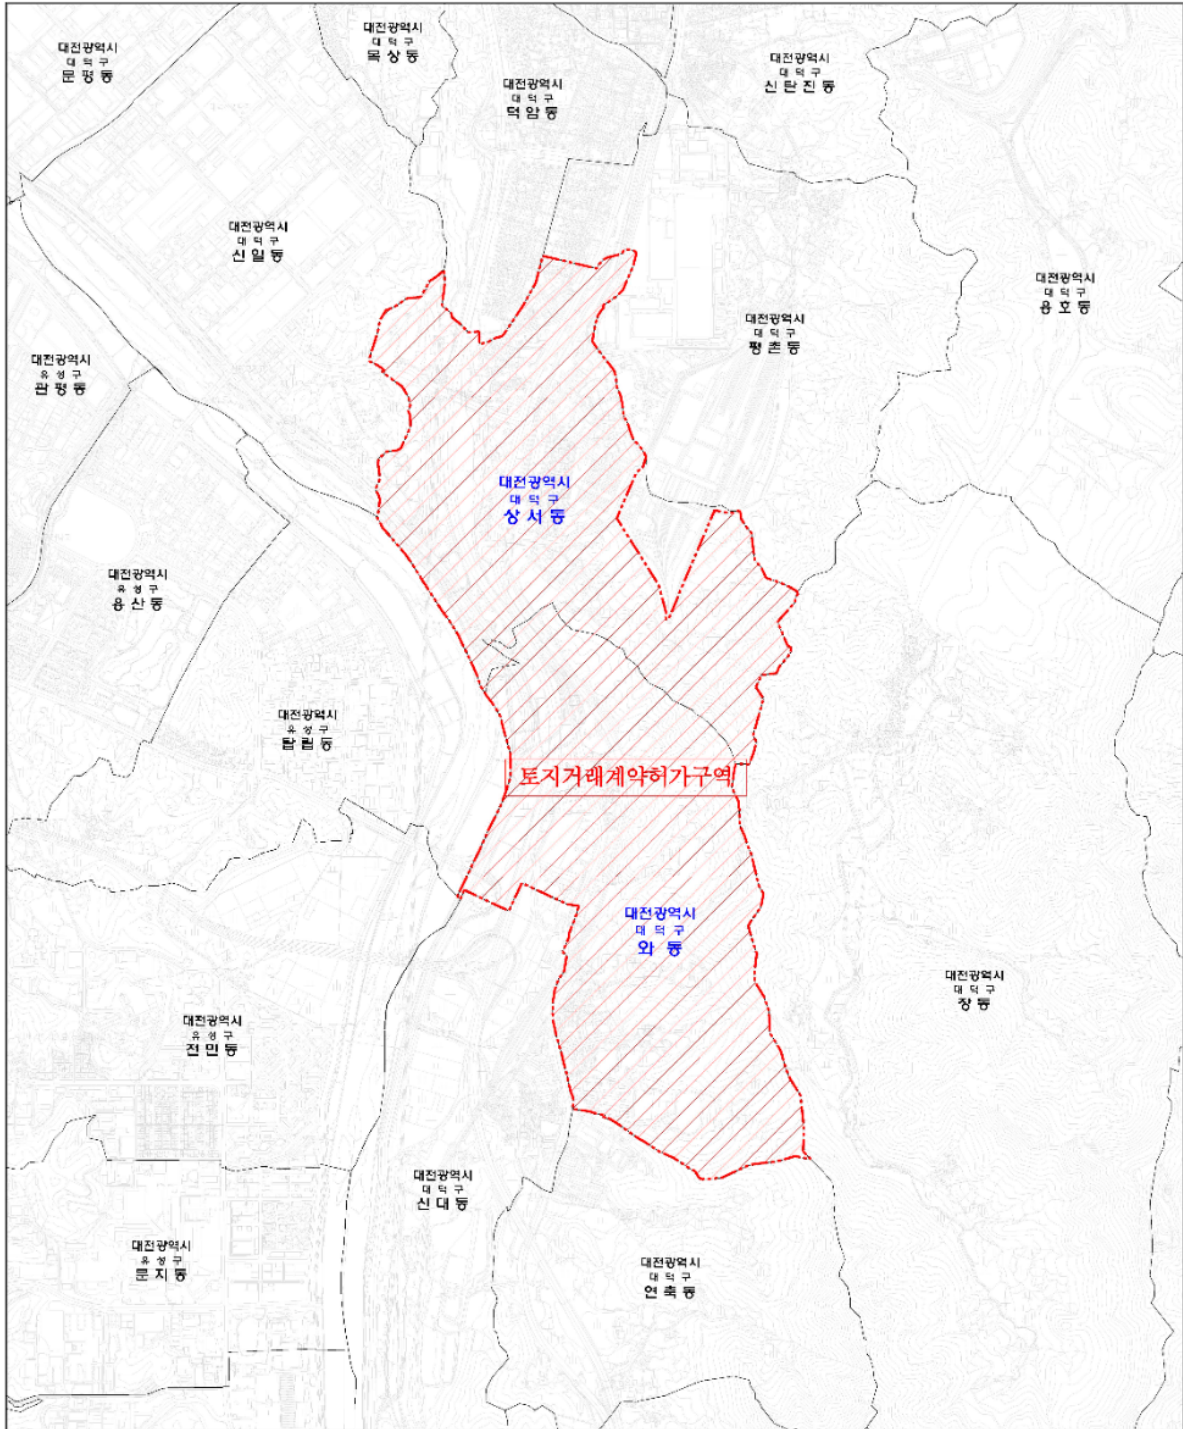 대전광역시
대 덕 구
목 상 동
대전광역시
대 덕 구
문 평 동
대전광역시
대 덕 구
덕 암 동
대전광역시
대 덕 구
신 탄 진 동
대전광역시
대 덕 구
신 일 동
대전광역시
대 덕 구
용 호 동
대전광역시
대 덕 구
평 촌 동
대전광역시
유 성 구
관 평 동
대전광역시
대 덕 구
상 서 동
대전광역시
유 성 구
용 산 동
대전광역시
유 성 구
탑 립 동
토지거래계약허가구역
대전광역시
대 덕 구
와 동
대전광역시
대 덕 구
장 동
대전광역시
유 성 구
전 민 동
대전광역시
대 덕 구
신 대 동
대전광역시
유 성 구
문 지 동
대전광역시
대 덕 구
연 축 동